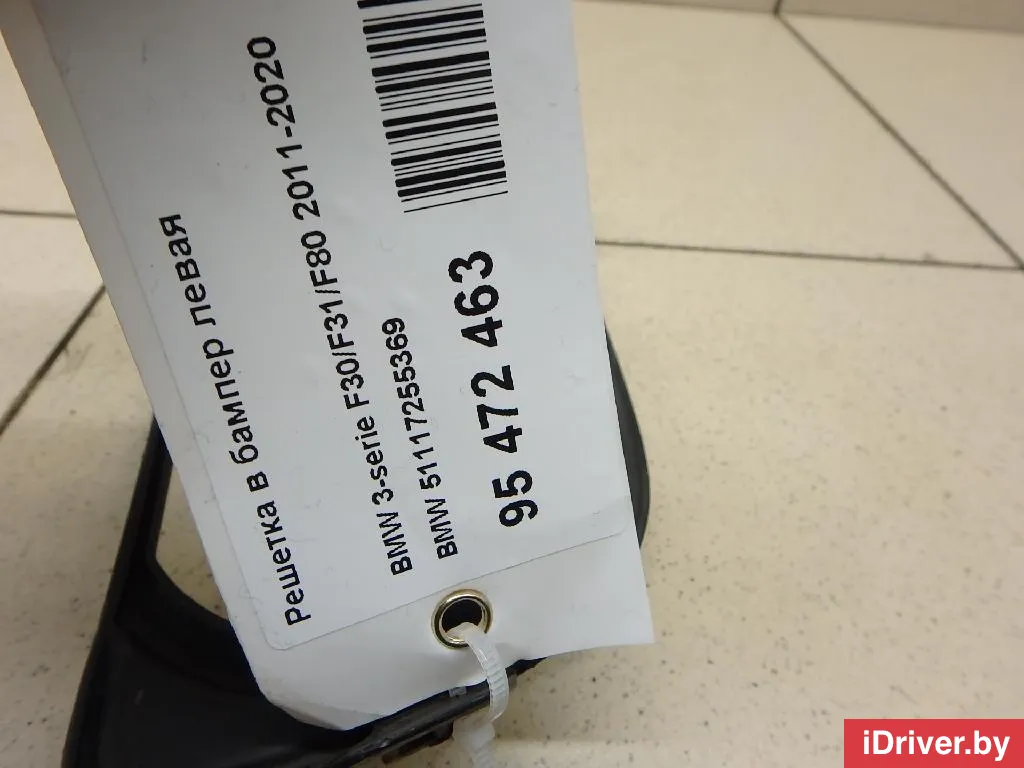 Решетка в бампер левая
BMW 3-serie F30/F31/F80 2011-2020
BMW 51117255369
95 472 463
iDriver.by